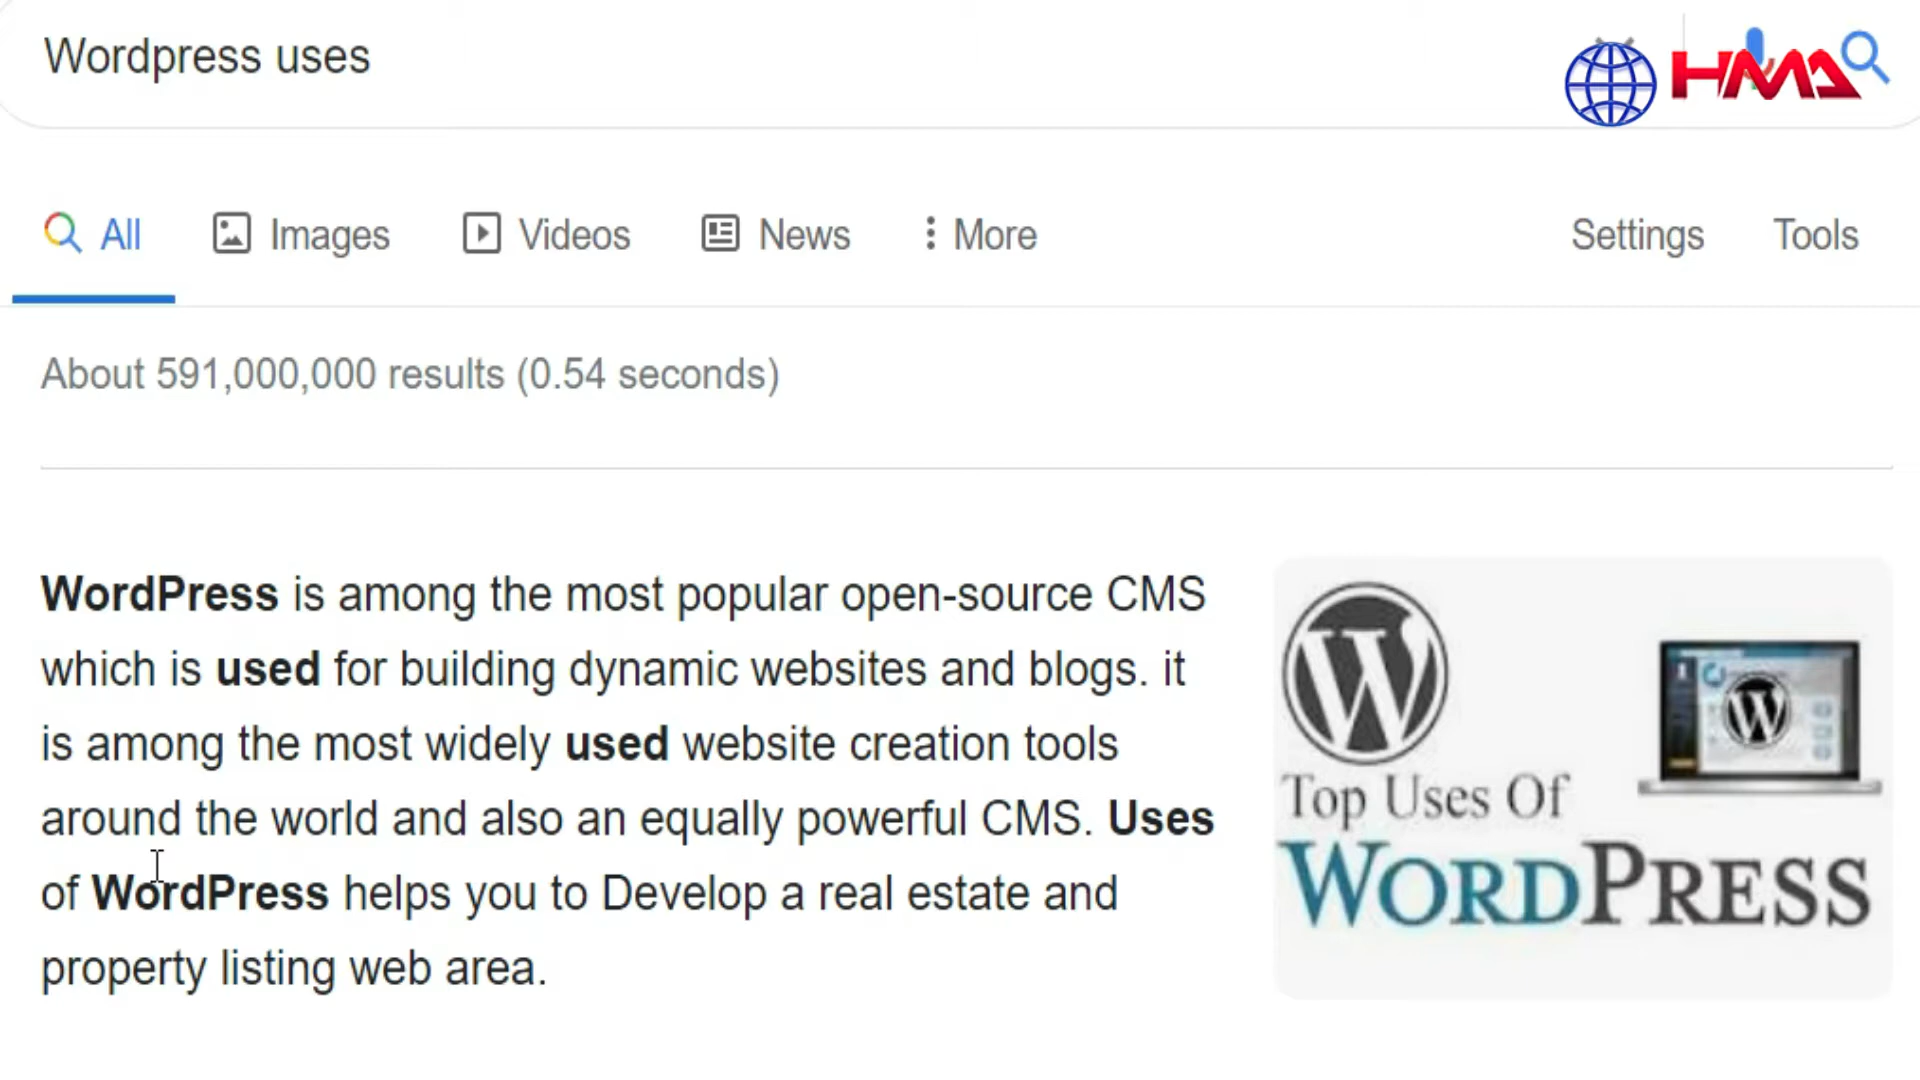 Wordpress uses
HMA
All Images Videos News More Settings Tools
About 591,000,000 results (0.54 seconds)
WordPress is among the most popular open-source CMS
which is used for building dynamic websites and blogs. it
is among the most widely used website creation tools
around the world and also an equally powerful CMS. Uses
of WordPress helps you to Develop a real estate and
property listing web area.
W
W
Top Uses Of
WORDPRESS